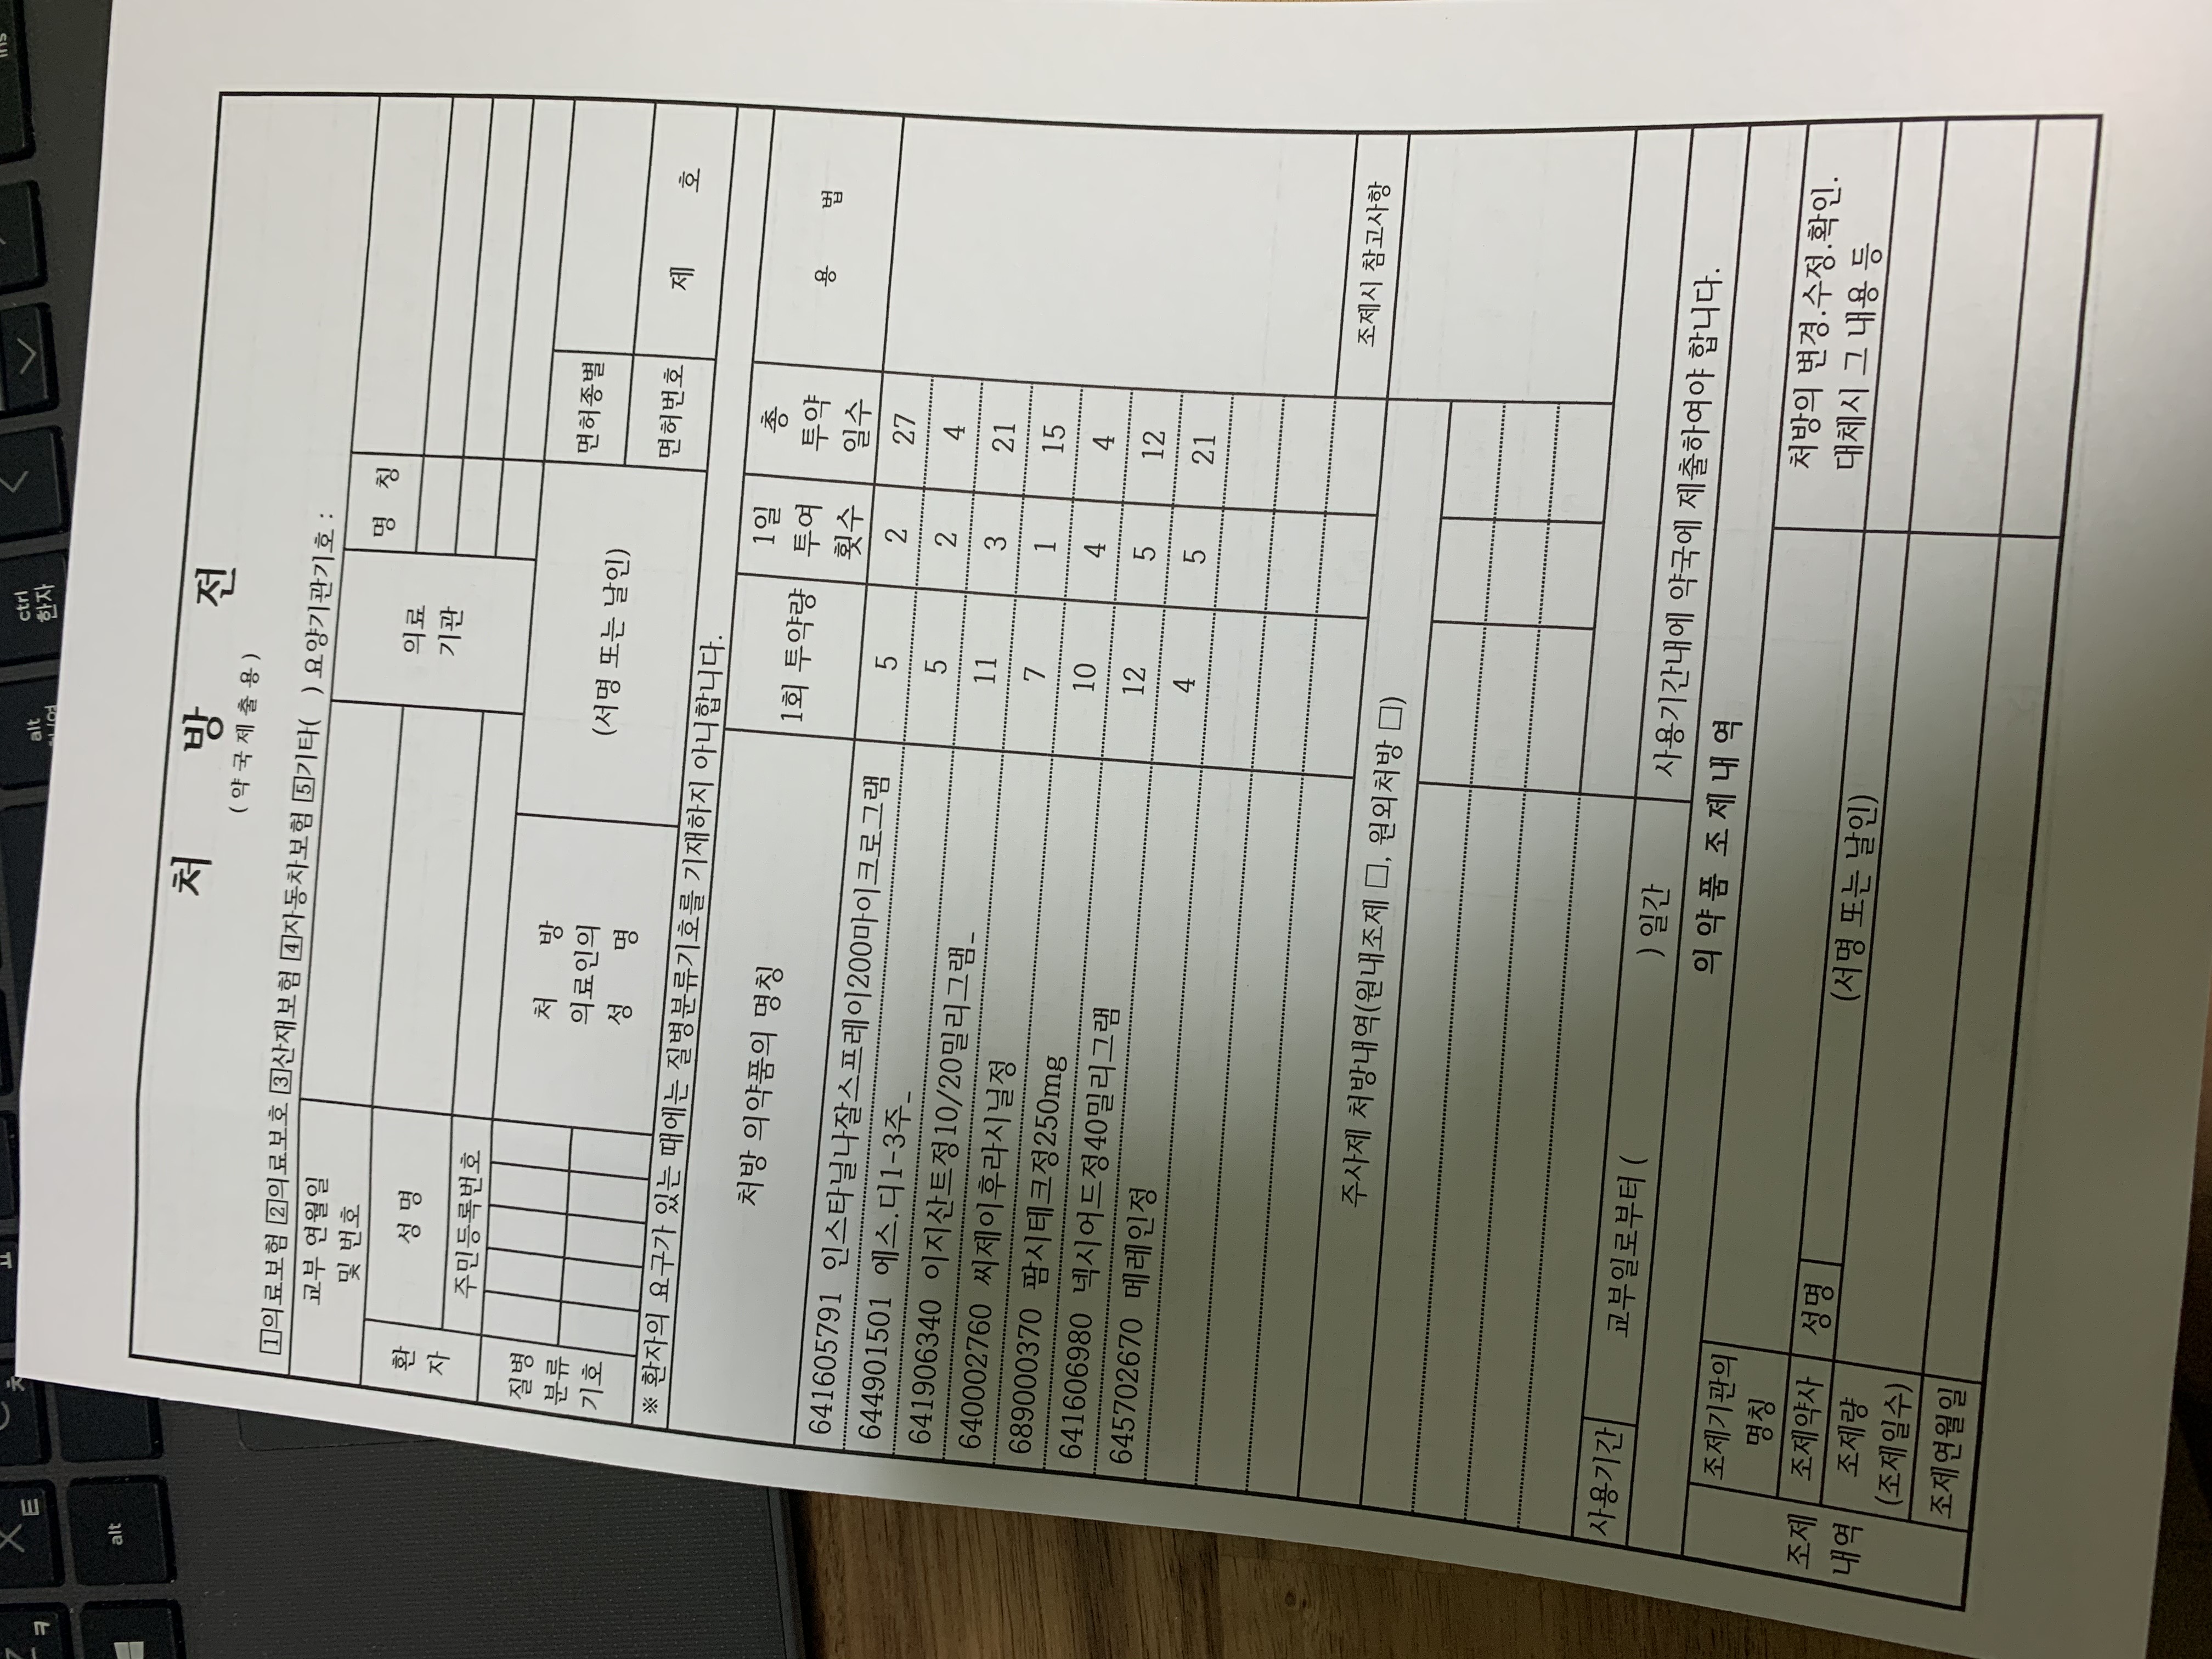 ㅋ
X ㅌ
ㅊ
ㅍ
alt
ctrl
한자
ins
alt
처 방 전
(약국제출용)
1의료보험 2의료보호 3산재보험 4자동차보험 5기타( ) 요양기관기호 :
교부 연월일
및 번호
환
자
성 명
주민등록번호
의료
기관
명 칭
질병
분류
기호
처 방
의료인의
성 명
(서명 또는 날인)
면허종별
면허번호
제 호
※ 환자의 요구가 있는 때에는 질병분류기호를 기재하지 아니합니다.
처방 의약품의 명칭
1회 투약량
1일
투여
횟수
총
투약
일수
용 법
641605791 인스타닐나잘스프레이200마이크로그램 5 2 27
644901501 에스.디1-3주_ 5 2 4
641906340 이지산트정10/20밀리그램_ 11 3 21
640002760 씨제이후라시닐정 7 1 15
689000370 팜시테크정250mg 10 4 4
641606980 넥시어드정40밀리그램 12 5 12
645702670 메레인정 4 5 21
주사제 처방내역(원내조제 □, 원외처방 □)
조제시 참고사항
사용기간
교부일로부터 ( ) 일간
사용기간내에 약국에 제출하여야 합니다.
의약품 조제내역
조제
내역
조제기관의
명칭
조제약사
성명
(서명 또는 날인)
조제량
(조제일수)
조제연월일
처방의 변경.수정.확인.
대체시 그 내용 등